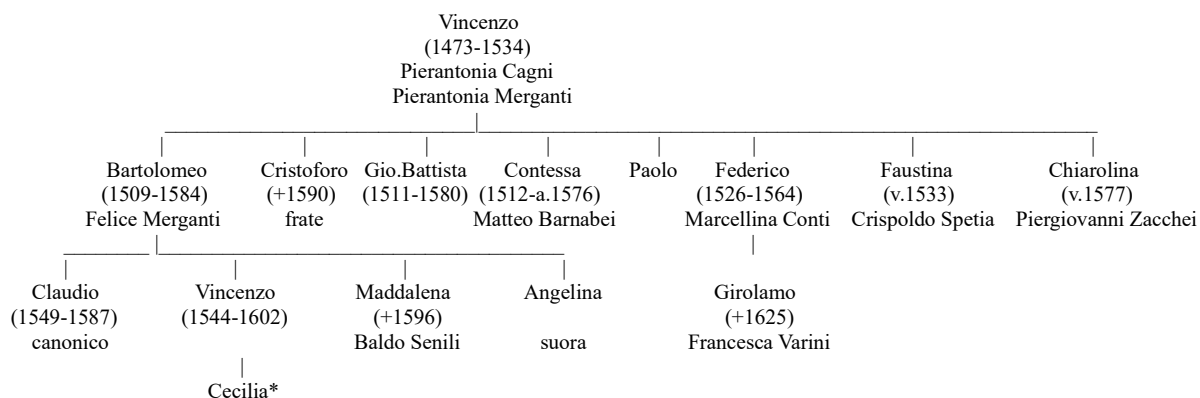 Vincenzo
(1473-1534)
Pierantonia Cagni
Pierantonia Merganti
Bartolomeo Cristoforo Gio.Battista Contessa Paolo Federico Faustina Chiarolina
(1509-1584) (+1590) (1511-1580) (1512-a.1576) (1526-1564) (v.1533) (v.1577)
Felice Merganti frate Matteo Barnabei Marcellina Conti Crispoldo Spetia Piergiovanni Zacchei
Claudio Vincenzo Maddalena Angelina Girolamo
(1549-1587) (1544-1602) (+1596) (+1625)
canonico Baldo Senili suora Francesca Varini
Cecilia*